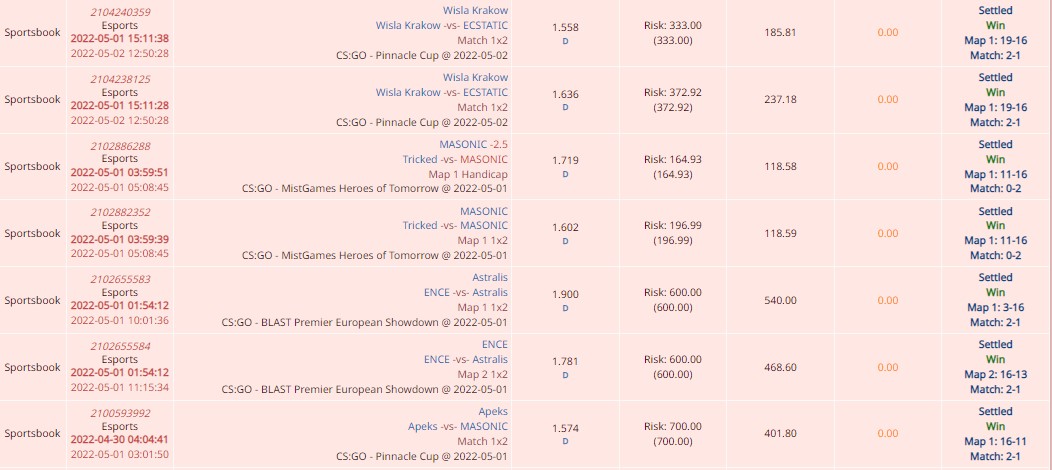 Sportsbook
2104240359
Esports
2022-05-01 15:11:38
2022-05-02 12:50:28
Wisla Krakow
Wisla Krakow -vs- ECSTATIC
Match 1x2
CS:GO - Pinnacle Cup @ 2022-05-02
1.558
D
Risk: 333.00
(333.00)
185.81
0.00
Settled
Win
Map 1: 19-16
Match: 2-1
Sportsbook
2104238125
Esports
2022-05-01 15:11:28
2022-05-02 12:50:28
Wisla Krakow
Wisla Krakow -vs- ECSTATIC
Match 1x2
CS:GO - Pinnacle Cup @ 2022-05-02
1.636
D
Risk: 372.92
(372.92)
237.18
0.00
Settled
Win
Map 1: 19-16
Match: 2-1
Sportsbook
2102886288
Esports
2022-05-01 03:59:51
2022-05-01 05:08:45
MASONIC -2.5
Tricked -vs- MASONIC
Map 1 Handicap
CS:GO - MistGames Heroes of Tomorrow @ 2022-05-01
1.719
D
Risk: 164.93
(164.93)
118.58
0.00
Settled
Win
Map 1: 11-16
Match: 0-2
Sportsbook
2102882352
Esports
2022-05-01 03:59:39
2022-05-01 05:08:45
MASONIC
Tricked -vs- MASONIC
Map 1 1x2
CS:GO - MistGames Heroes of Tomorrow @ 2022-05-01
1.602
D
Risk: 196.99
(196.99)
118.59
0.00
Settled
Win
Map 1: 11-16
Match: 0-2
Sportsbook
2102655583
Esports
2022-05-01 01:54:12
2022-05-01 10:01:36
Astralis
ENCE -vs- Astralis
Map 1 1x2
CS:GO - BLAST Premier European Showdown @ 2022-05-01
1.900
D
Risk: 600.00
(600.00)
540.00
0.00
Settled
Win
Map 1: 3-16
Match: 2-1
Sportsbook
2102655584
Esports
2022-05-01 01:54:12
2022-05-01 11:15:34
ENCE
ENCE -vs- Astralis
Map 2 1x2
CS:GO - BLAST Premier European Showdown @ 2022-05-01
1.781
D
Risk: 600.00
(600.00)
468.60
0.00
Settled
Win
Map 2: 16-13
Match: 2-1
Sportsbook
2100593992
Esports
2022-04-30 04:04:41
2022-05-01 03:01:50
Apeks
Apeks -vs- MASONIC
Match 1x2
CS:GO - Pinnacle Cup @ 2022-05-01
1.574
D
Risk: 700.00
(700.00)
401.80
0.00
Settled
Win
Map 1: 16-11
Match: 2-1